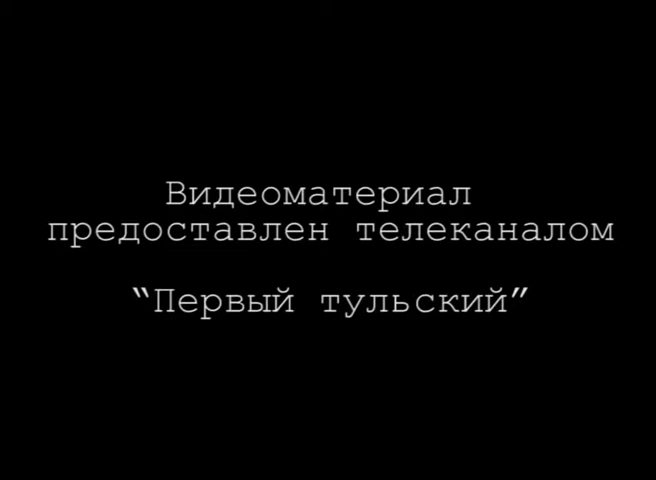 Видеоматериал
предоставлен телеканалом
“Первый тульский”